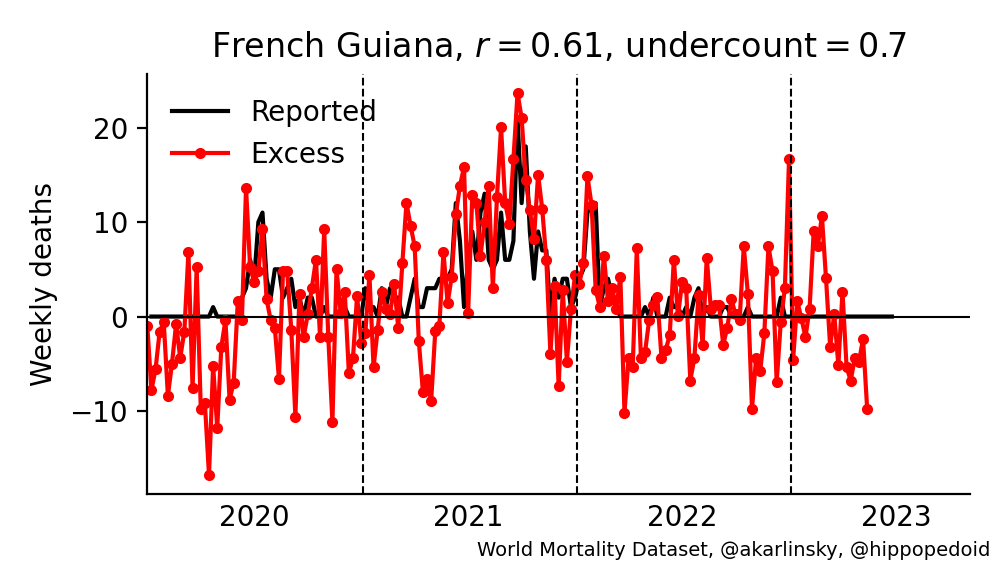 French Guiana, r = 0.61, undercount = 0.7
Reported
Excess
Weekly deaths
20
10
0
−10
2020 2021 2022 2023
World Mortality Dataset, @akarlinsky, @hippopedoid